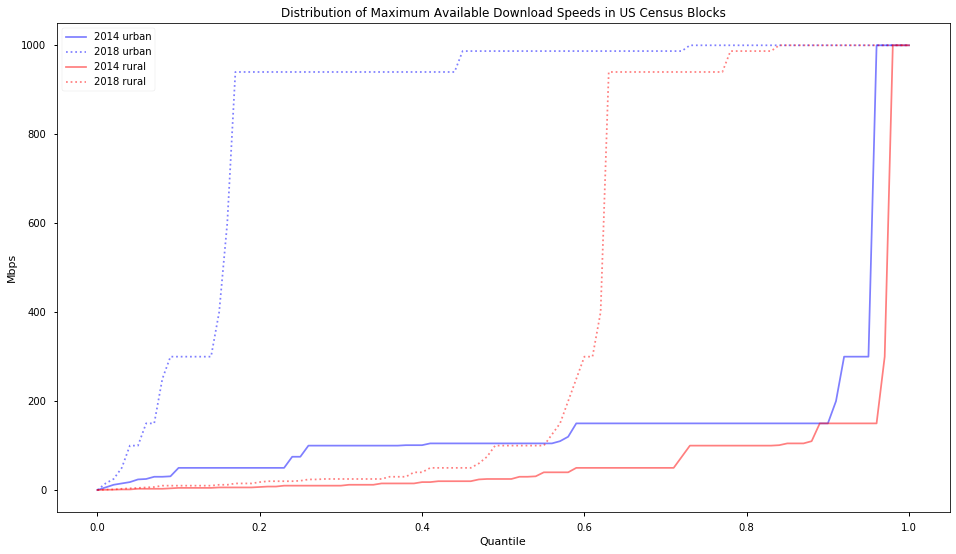 Distribution of Maximum Available Download Speeds in US Census Blocks
2014 urban
2018 urban
2014 rural
2018 rural
Mbps
1000
800
600
400
200
0
0.0 0.2 0.4 0.6 0.8 1.0
Quantile